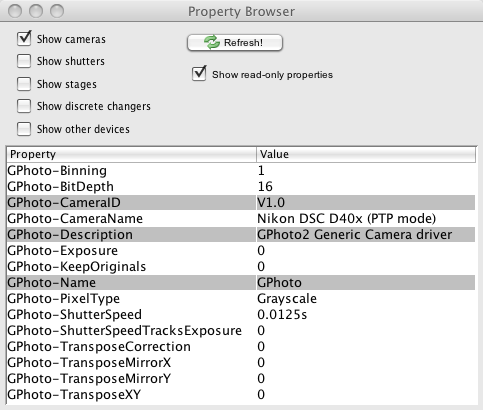 Property Browser
Show cameras
Refresh!
Show shutters
Show read-only properties
Show stages
Show discrete changers
Show other devices
Property Value
GPhoto-Binning 1
GPhoto-BitDepth 16
GPhoto-CameraID V1.0
GPhoto-CameraName Nikon DSC D40x (PTP mode)
GPhoto-Description GPhoto2 Generic Camera driver
GPhoto-Exposure 0
GPhoto-KeepOriginals 0
GPhoto-Name GPhoto
GPhoto-PixelType Grayscale
GPhoto-ShutterSpeed 0.0125s
GPhoto-ShutterSpeedTracksExposure 0
GPhoto-TransposeCorrection 0
GPhoto-TransposeMirrorX 0
GPhoto-TransposeMirrorY 0
GPhoto-TransposeXY 0